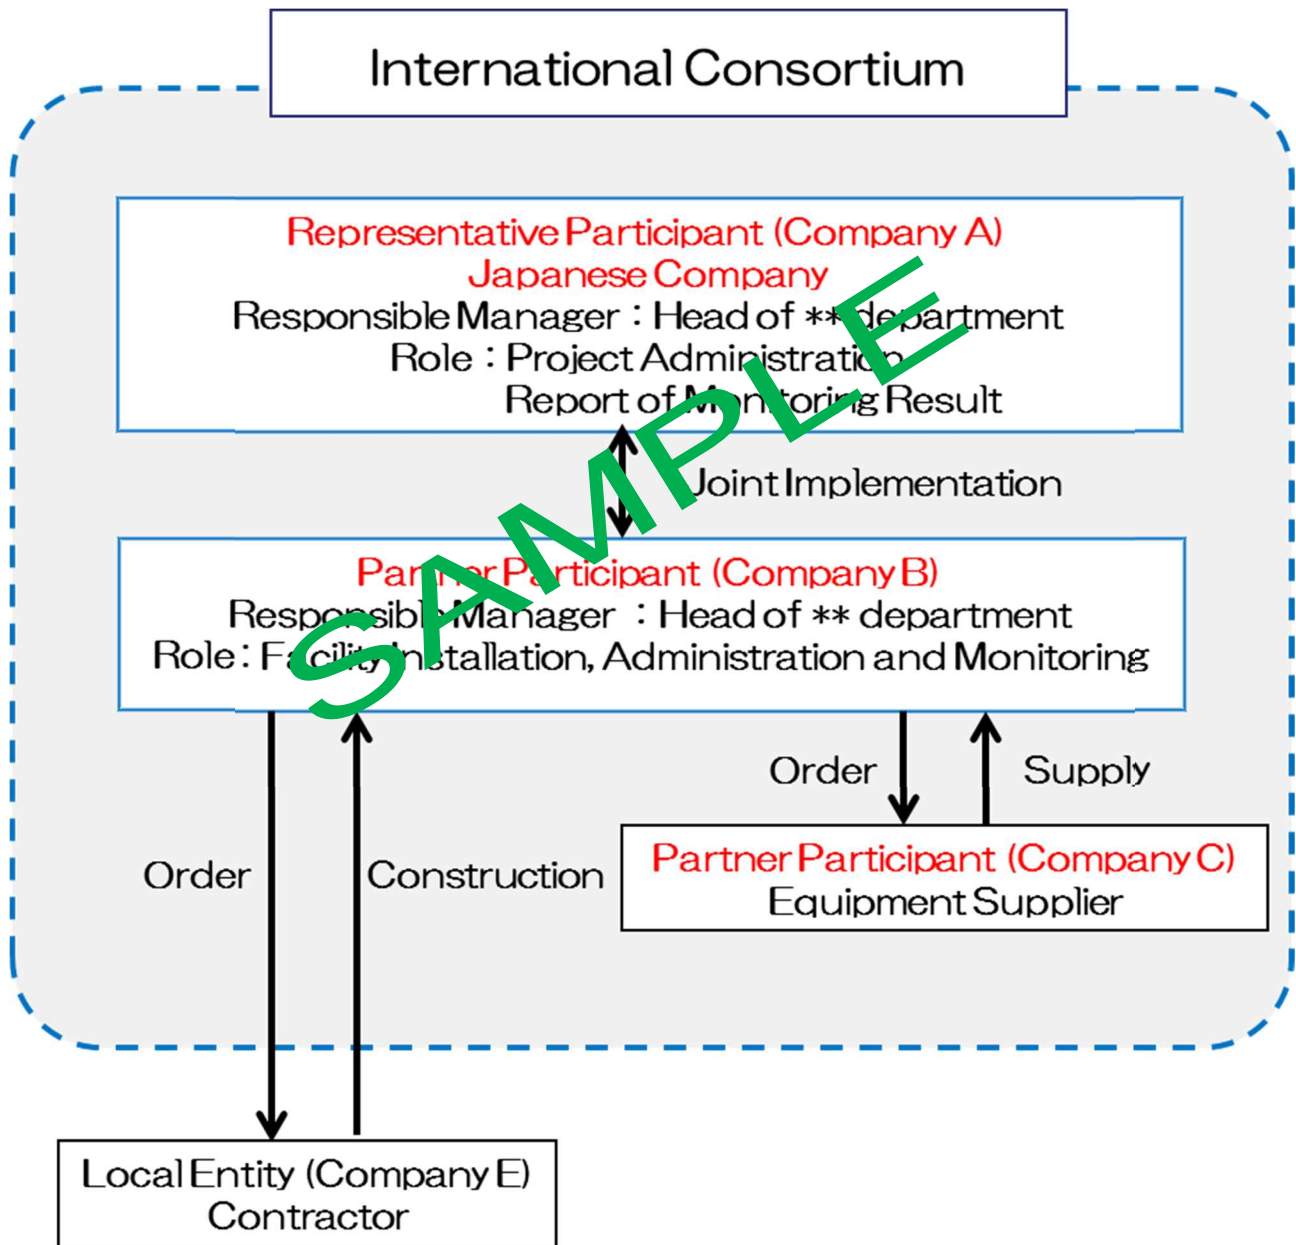 International Consortium
Representative Participant (Company A)
Japanese Company
Responsible Manager : Head of ** department
Role : Project Administration
Report of Monitoring Result
Joint Implementation
Partner Participant (Company B)
Responsible Manager : Head of ** department
Role: Facility Installation, Administration and Monitoring
SAMPLE
Order
Supply
Order
Construction
Partner Participant (Company C)
Equipment Supplier
Local Entity (Company E)
Contractor